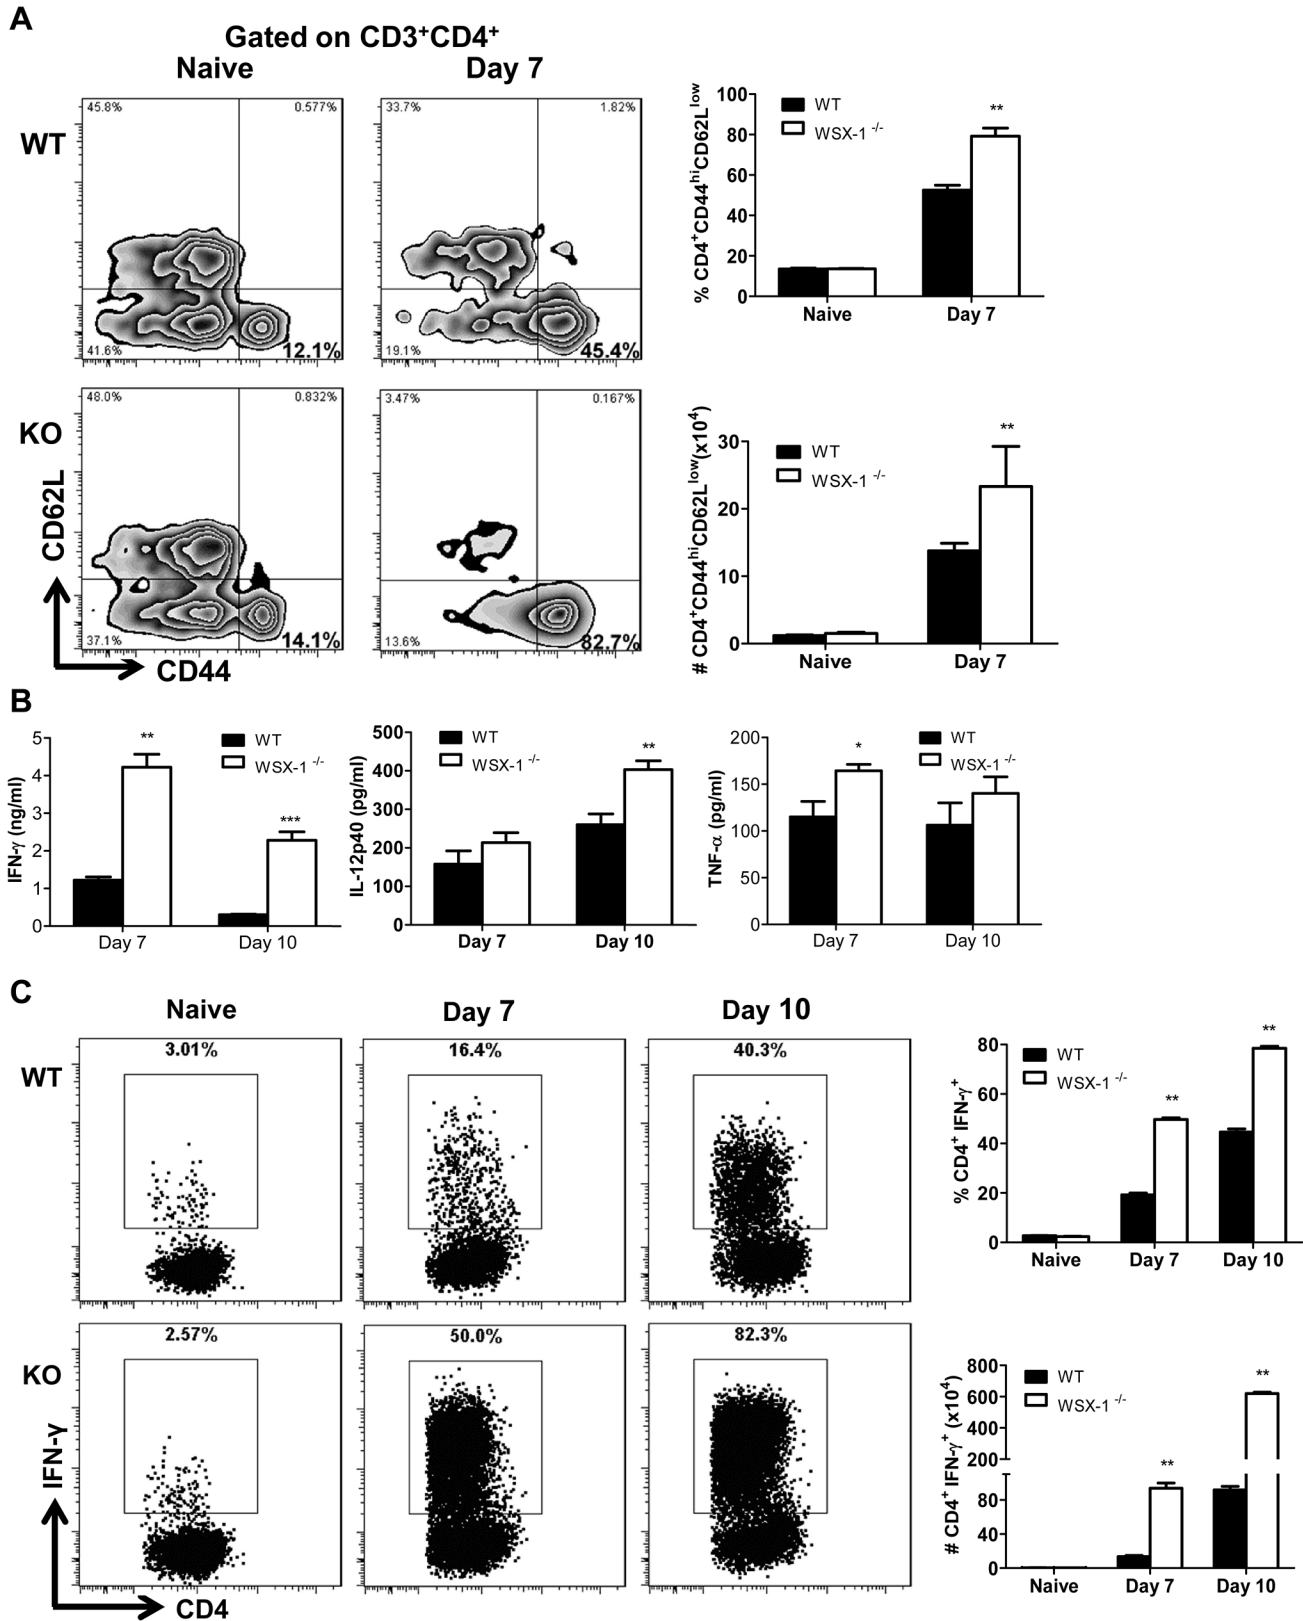 A
Gated on CD3⁺CD4⁺
Naive
Day 7
WT
45.8%
0.577%
41.6%
12.1%
33.7%
1.82%
19.1%
45.4%
KO
48.0%
0.832%
37.1%
14.1%
3.47%
0.167%
13.6%
82.7%
CD62L
CD44
% CD4⁺CD44ʰⁱCD62Lˡᵒʷ
100
80
60
40
20
0
WT
WSX-1 ⁻/⁻
**
Naive
Day 7
# CD4⁺CD44ʰⁱCD62Lˡᵒʷ(x10⁴)
30
20
10
0
WT
WSX-1 ⁻/⁻
**
Naive
Day 7
B
IFN-γ (ng/ml)
5
4
3
2
1
0
**
***
WT
WSX-1 ⁻/⁻
Day 7
Day 10
IL-12p40 (pg/ml)
500
400
300
200
100
0
WT
WSX-1 ⁻/⁻
**
Day 7
Day 10
TNF-α (pg/ml)
200
150
100
50
0
*
WT
WSX-1 ⁻/⁻
Day 7
Day 10
C
Naive
Day 7
Day 10
WT
3.01%
16.4%
40.3%
KO
2.57%
50.0%
82.3%
IFN-γ
CD4
% CD4⁺ IFN-γ⁺
80
60
40
20
0
WT
WSX-1 ⁻/⁻
**
**
Naive
Day 7
Day 10
# CD4⁺ IFN-γ⁺ (x10⁴)
800
600
400
200
80
40
0
WT
WSX-1 ⁻/⁻
**
**
Naive
Day 7
Day 10